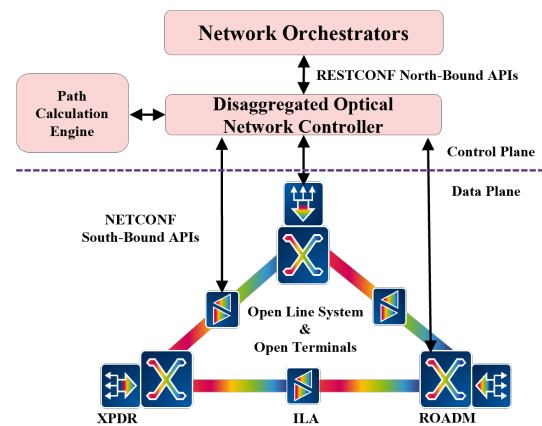 Network Orchestrators
RESTCONF North-Bound APIs
Path
Calculation
Engine
Disaggregated Optical
Network Controller
Control Plane
Data Plane
NETCONF
South-Bound APIs
Open Line System
&
Open Terminals
XPDR
ILA
ROADM